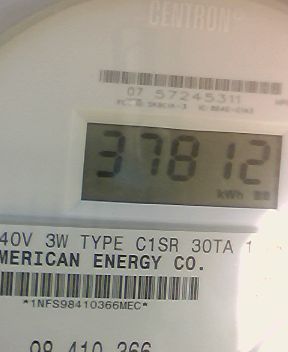 CENTRON
07 57245311
37812
kWh
40V 3W TYPE C1SR 30TA 1
MERICAN ENERGY CO.
*1NFS98410366MEC*
98 410 366